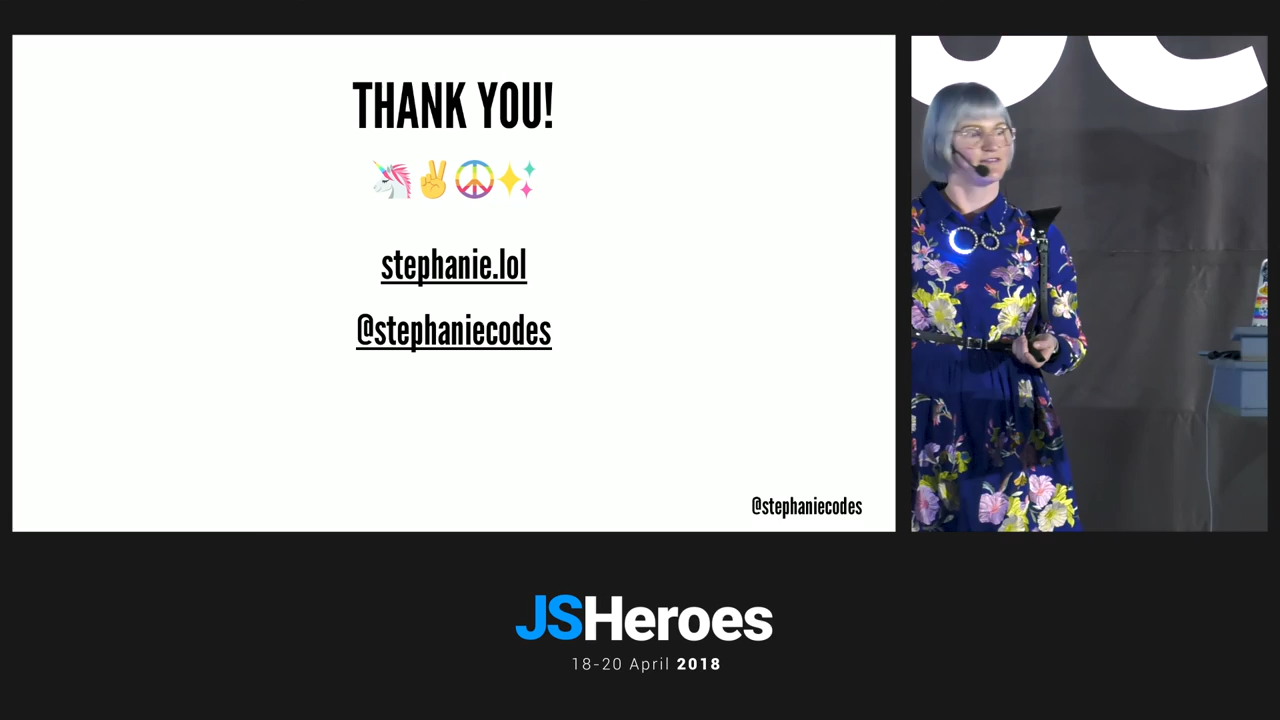 THANK YOU!
stephanie.lol
@stephaniecodes
@stephaniecodes
JSHeroes
18-20 April 2018